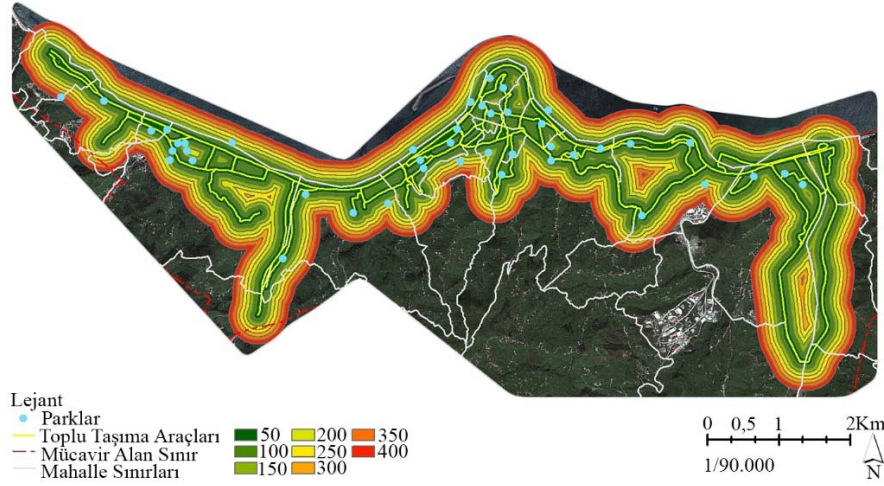 Lejant
Parklar
Toplu Taşıma Araçları
Mücavir Alan Sınır
Mahalle Sınırları
50 200 350
100 250 400
150 300
0 0,5 1 2Km
1/90.000
N